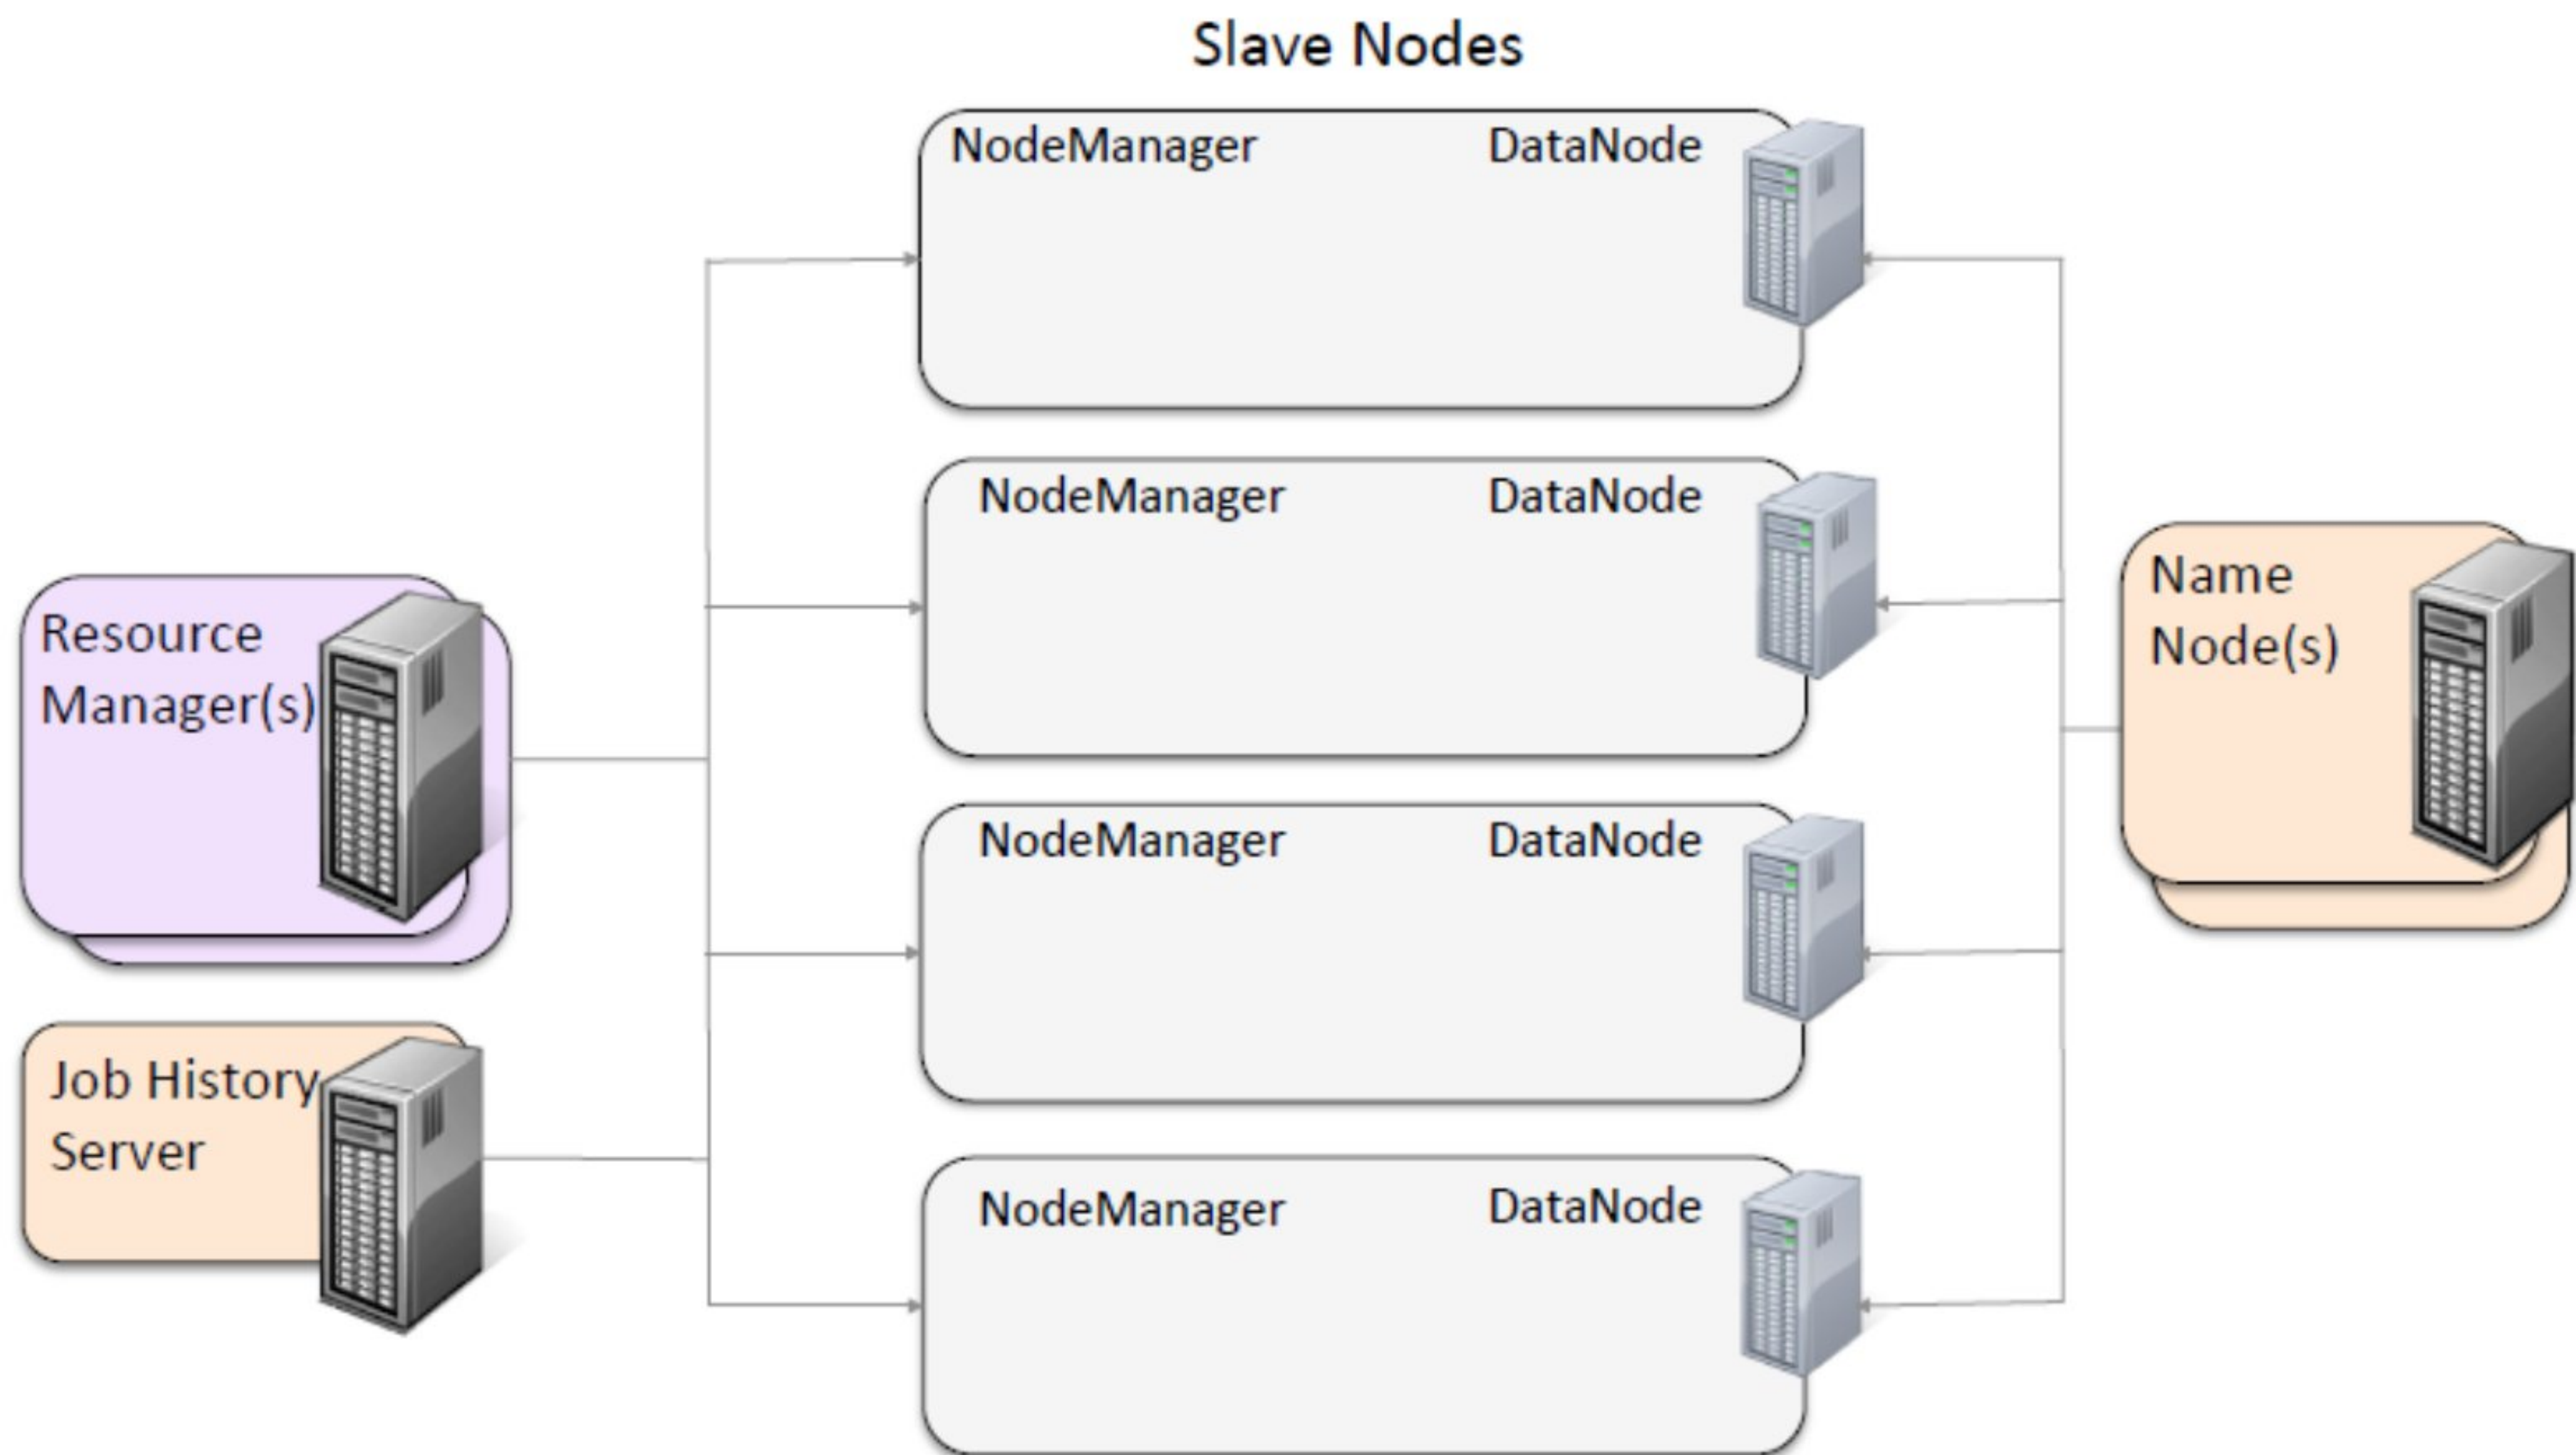 Slave Nodes
NodeManager DataNode
NodeManager DataNode
Name
Node(s)
Resource
Manager(s)
NodeManager DataNode
Job History
Server
NodeManager DataNode